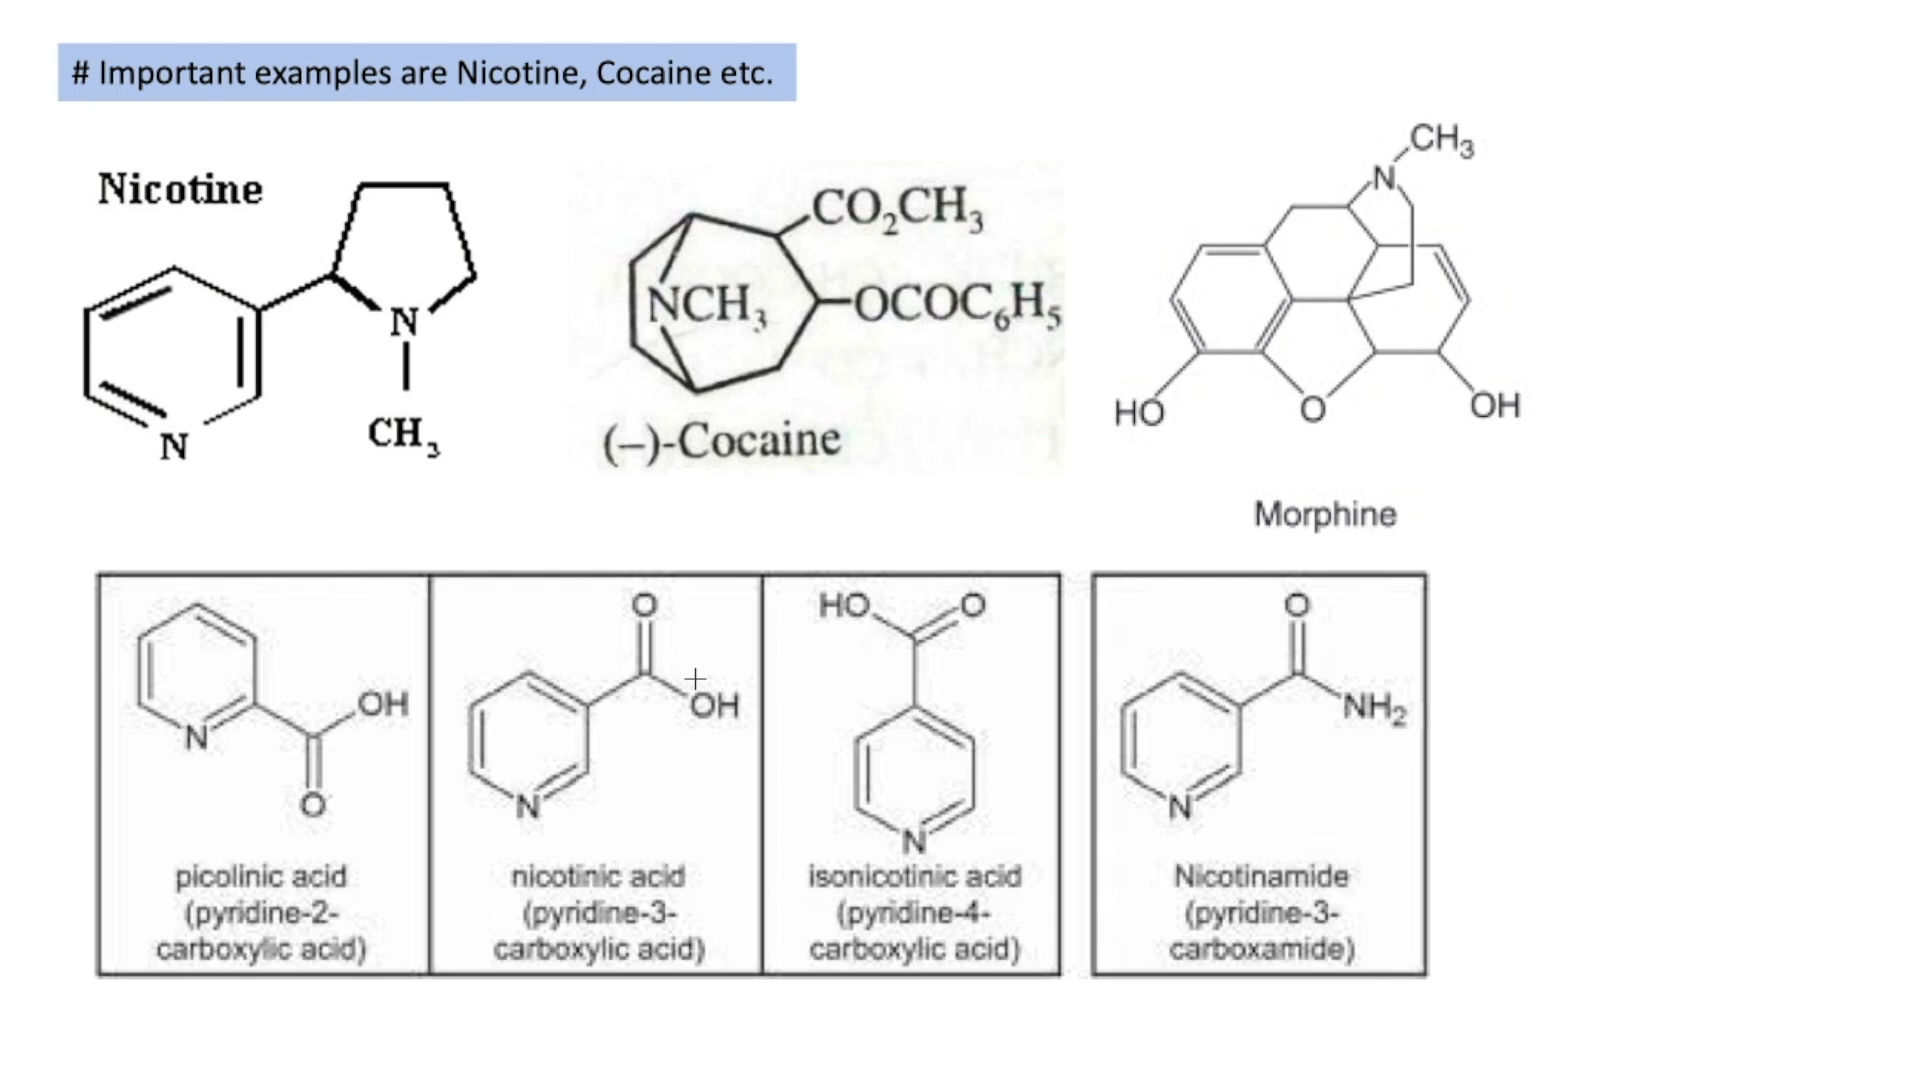 # Important examples are Nicotine, Cocaine etc.
Nicotine
N
N
CH3
CO2CH3
NCH3
OCOC6H5
(–)-Cocaine
CH3
N
HO
O
OH
Morphine
N
OH
O
picolinic acid
(pyridine-2-
carboxylic acid)
O
OH
N
nicotinic acid
(pyridine-3-
carboxylic acid)
HO
O
N
isonicotinic acid
(pyridine-4-
carboxylic acid)
O
NH2
N
Nicotinamide
(pyridine-3-
carboxamide)